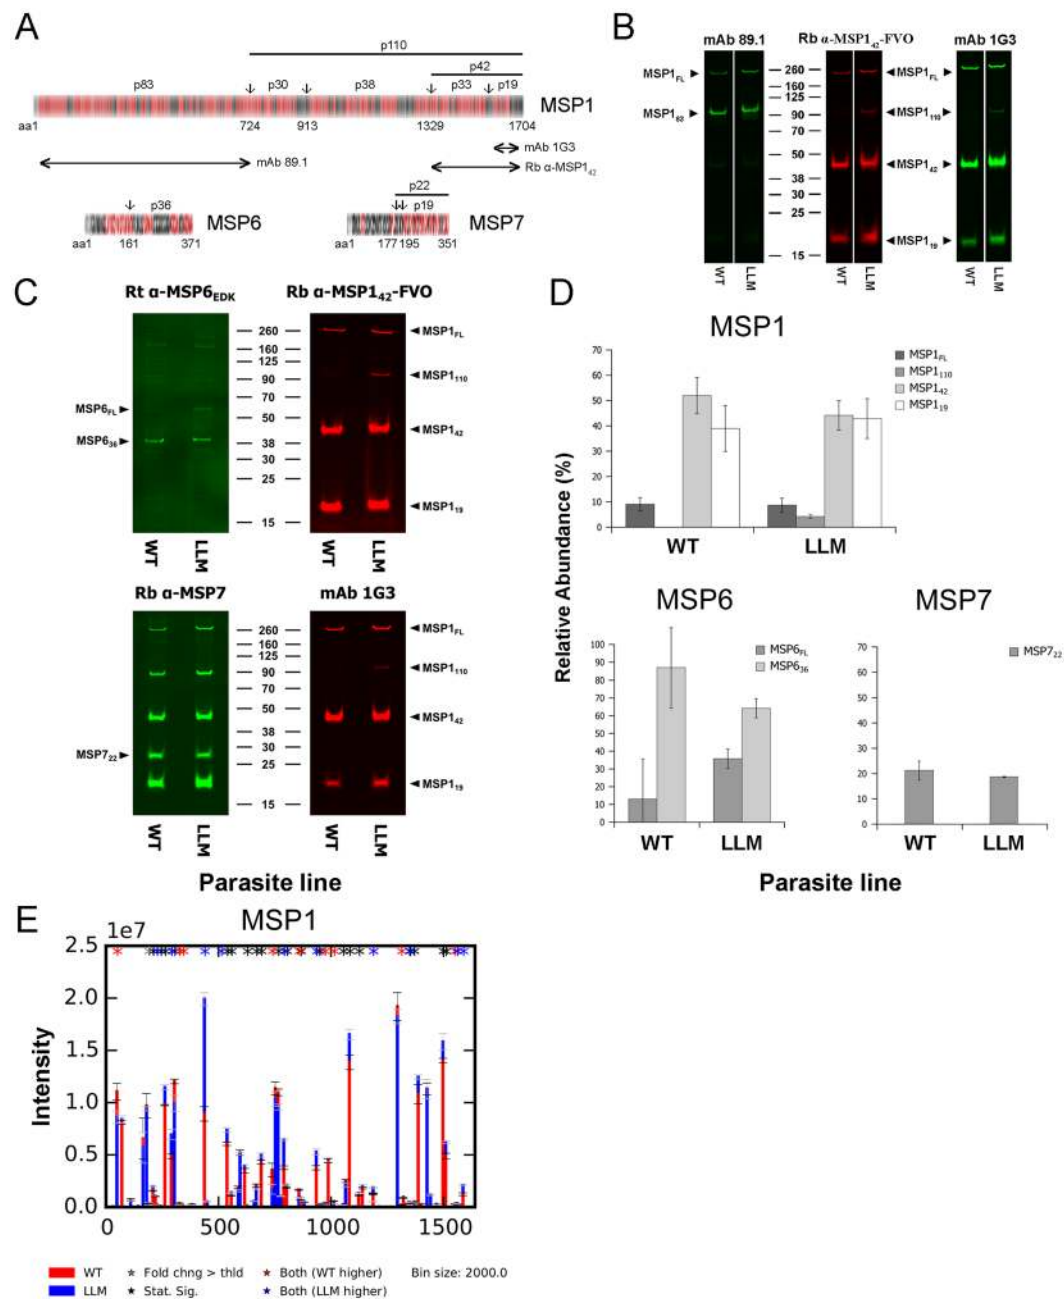 A
p110
p42
p83
p30
p38
p33
p19
MSP1
aa1
724
913
1329
1704
mAb 1G3
mAb 89.1
Rb α-MSP1₄₂
p36
MSP6
aa1
161
371
p22
p19
MSP7
aa1
177
195
351
B
mAb 89.1
Rb α-MSP1₄₂-FVO
mAb 1G3
MSP1FL
MSP1₈₃
260
160
125
90
70
50
38
30
25
15
MSP1FL
MSP1₁₁₀
MSP1₄₂
MSP1₁₉
WT
LLM
WT
LLM
WT
LLM
C
Rt α-MSP6EDK
Rb α-MSP1₄₂-FVO
MSP6FL
MSP6₃₆
260
160
125
90
70
50
38
30
25
15
MSP1FL
MSP1₁₁₀
MSP1₄₂
MSP1₁₉
WT
LLM
WT
LLM
Rb α-MSP7
mAb 1G3
MSP7₂₂
260
160
125
90
70
50
38
30
25
15
MSP1FL
MSP1₁₁₀
MSP1₄₂
MSP1₁₉
WT
LLM
WT
LLM
Parasite line
D
MSP1
70
60
50
40
30
20
10
0
WT
LLM
MSP1FL
MSP1₁₁₀
MSP1₄₂
MSP1₁₉
Relative Abundance (%)
MSP6
100
90
80
70
60
50
40
30
20
10
0
WT
LLM
MSP6FL
MSP6₃₆
MSP7
70
60
50
40
30
20
10
0
WT
LLM
MSP7₂₂
Parasite line
E
MSP1
1e7
2.5
2.0
1.5
1.0
0.5
0.0
Intensity
0
500
1000
1500
WT
Fold chng > thld
Both (WT higher)
Bin size: 2000.0
LLM
Stat. Sig.
Both (LLM higher)